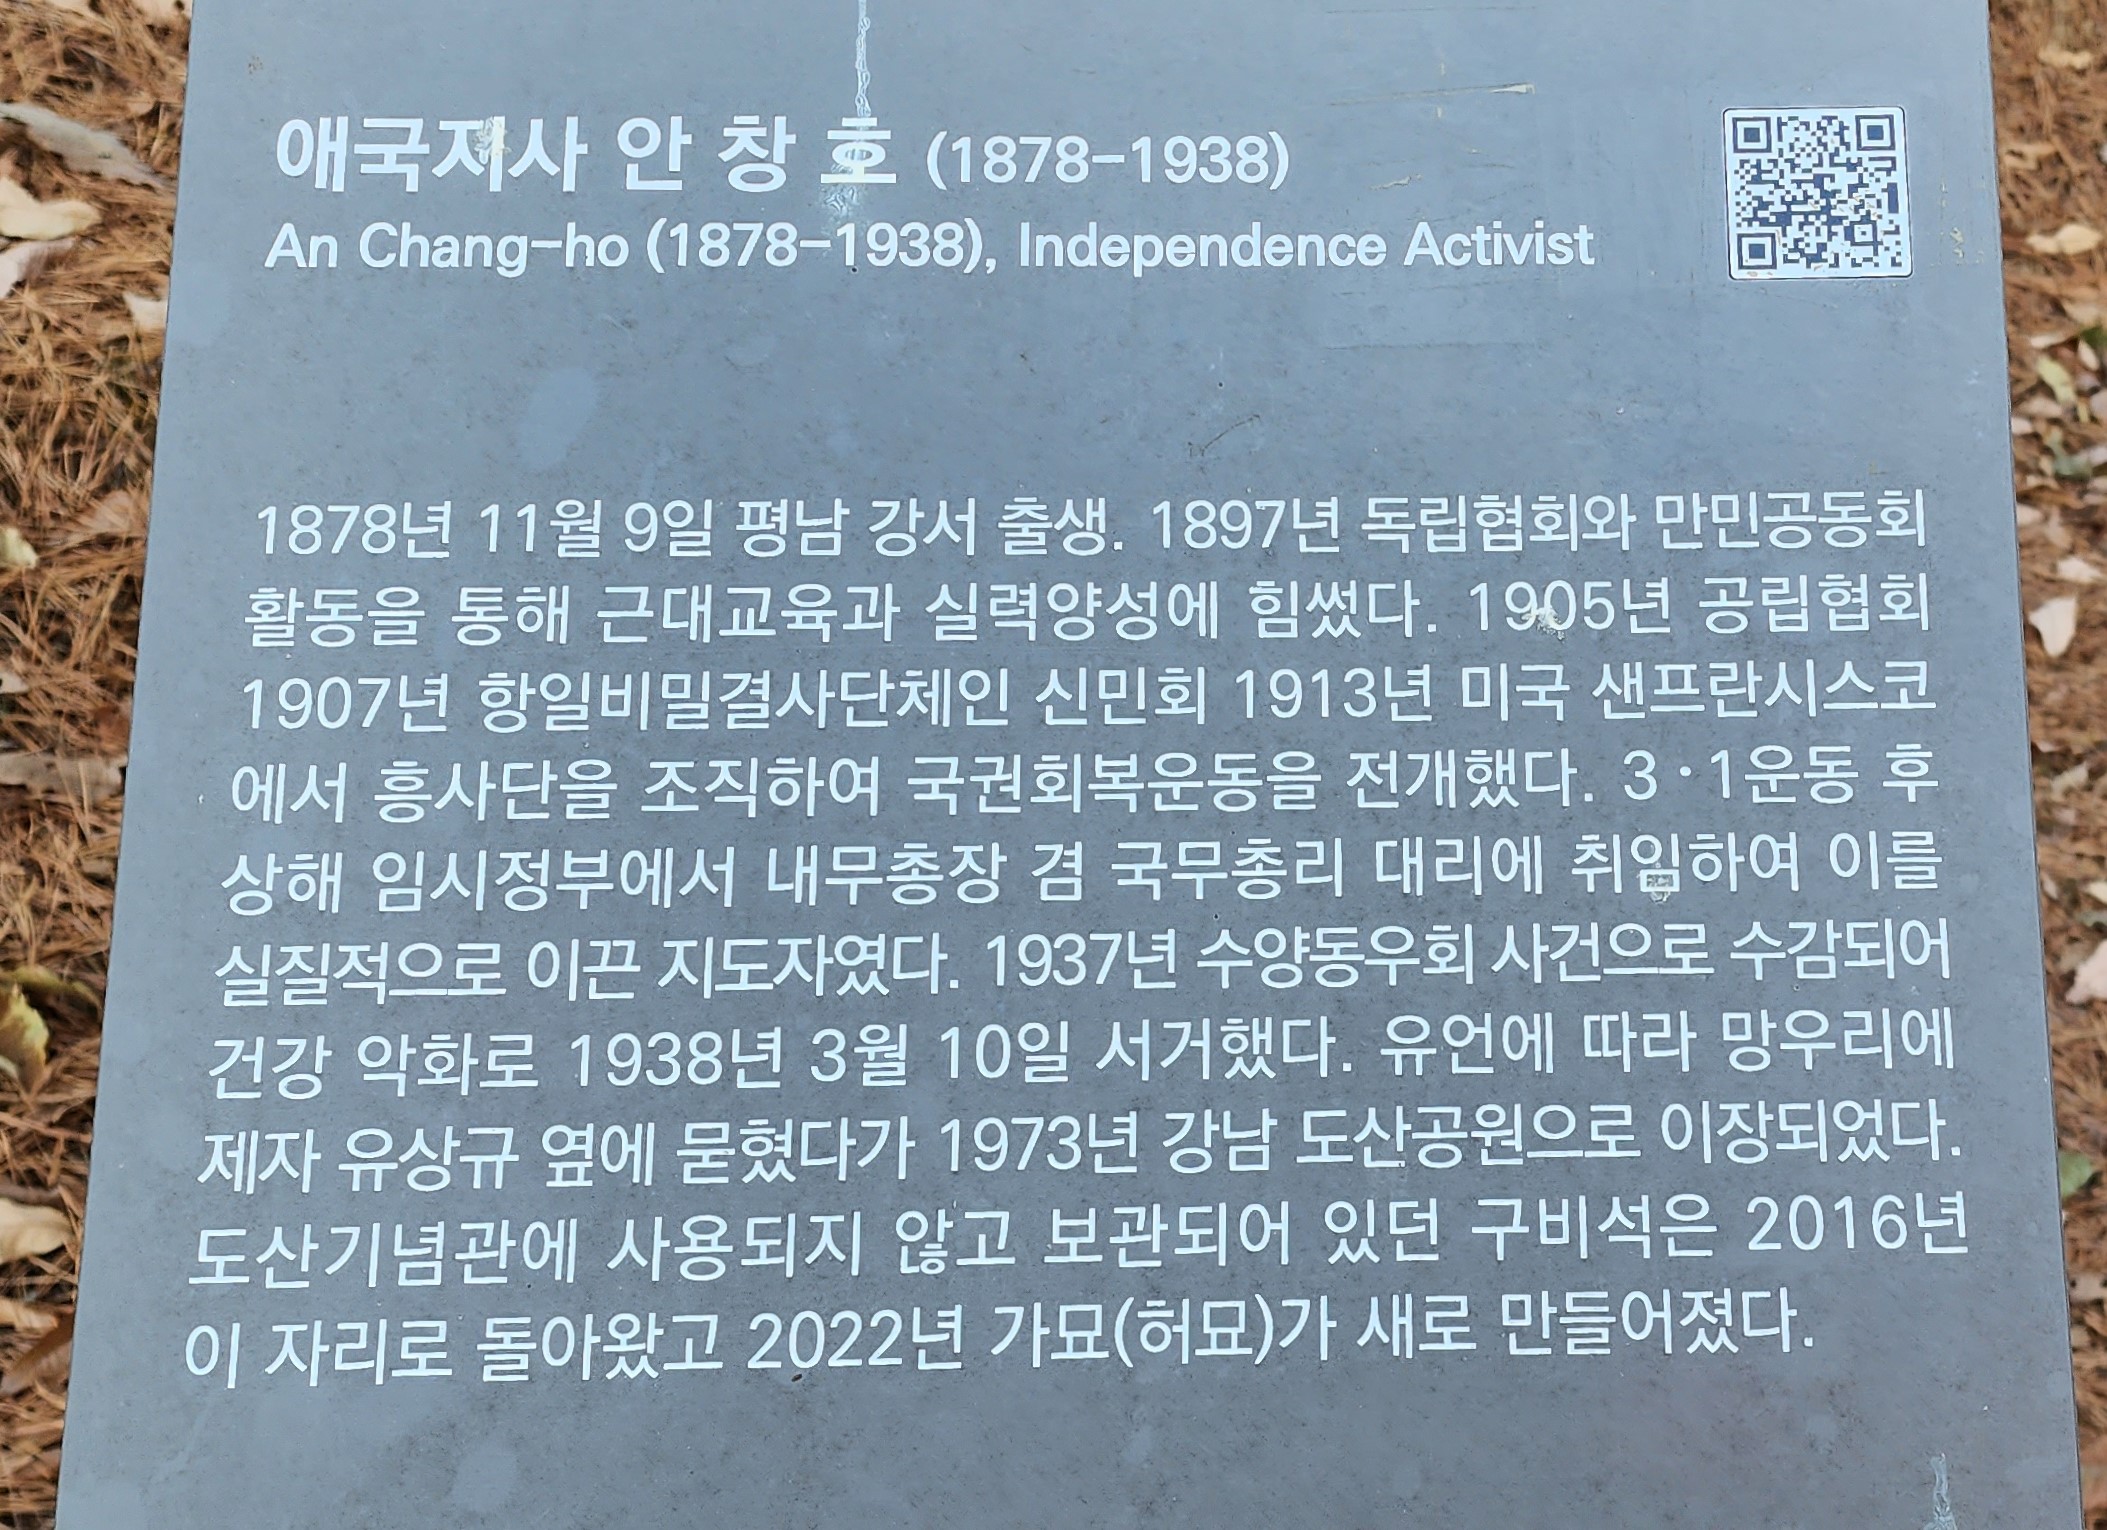 애국지사 안 창 호 (1878-1938)
An Chang-ho (1878-1938), Independence Activist
1878년 11월 9일 평남 강서 출생. 1897년 독립협회와 만민공동회
활동을 통해 근대교육과 실력양성에 힘썼다. 1905년 공립협회
1907년 항일비밀결사단체인 신민회 1913년 미국 샌프란시스코
에서 흥사단을 조직하여 국권회복운동을 전개했다. 3·1운동 후
상해 임시정부에서 내무총장 겸 국무총리 대리에 취임하여 이를
실질적으로 이끈 지도자였다. 1937년 수양동우회 사건으로 수감되어
건강 악화로 1938년 3월 10일 서거했다. 유언에 따라 망우리에
제자 유상규 옆에 묻혔다가 1973년 강남 도산공원으로 이장되었다.
도산기념관에 사용되지 않고 보관되어 있던 구비석은 2016년
이 자리로 돌아왔고 2022년 가묘(허묘)가 새로 만들어졌다.